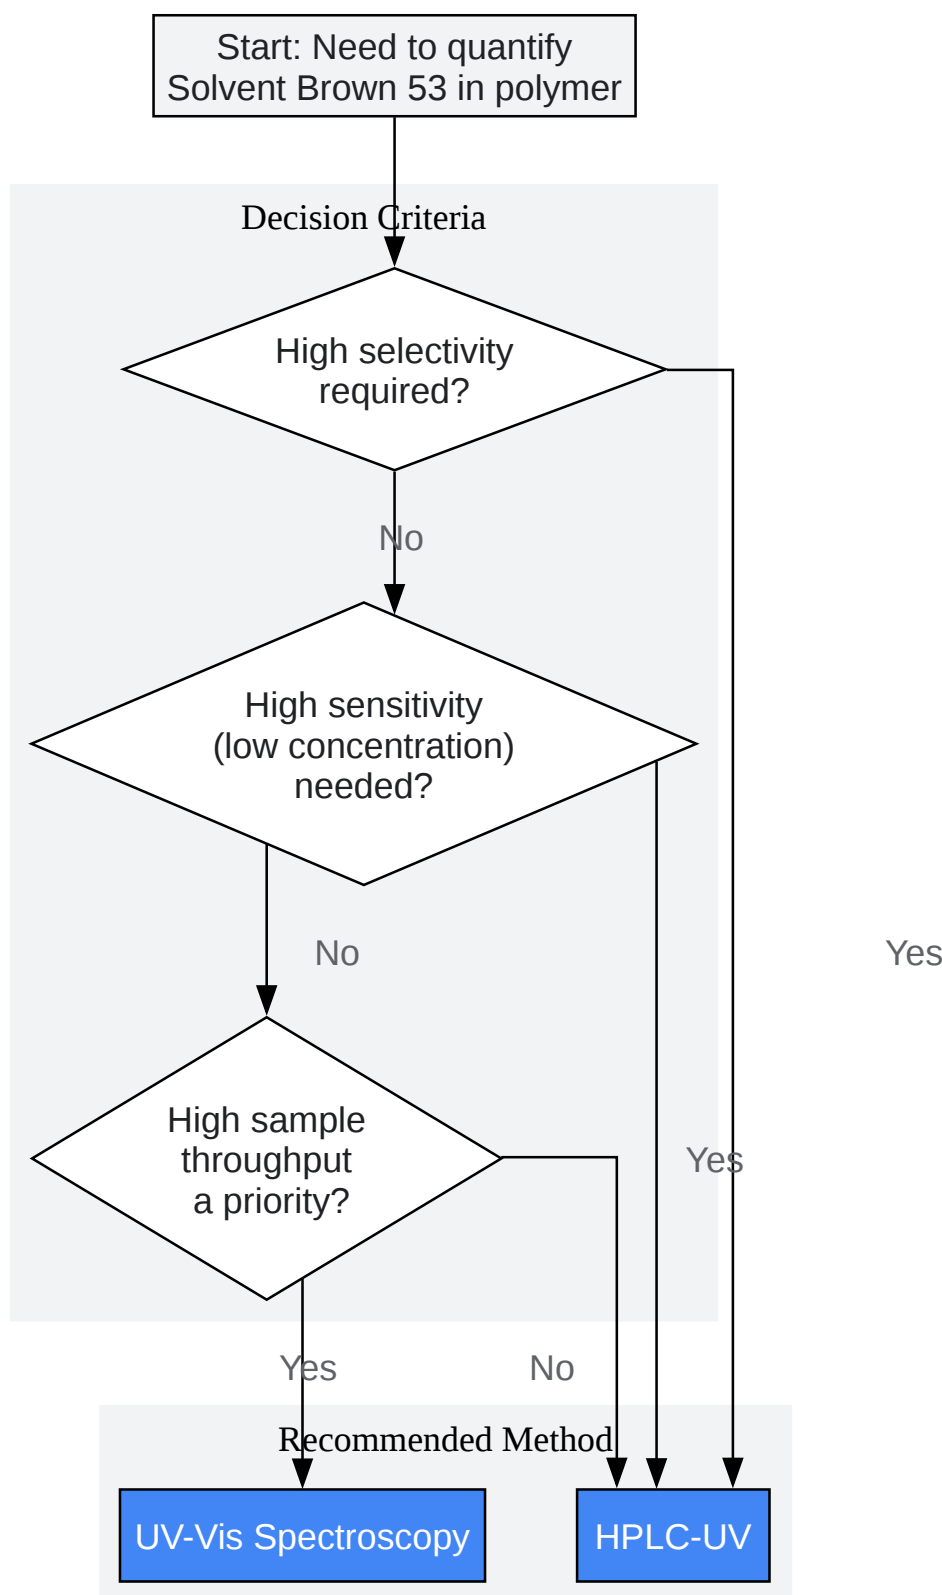 Start: Need to quantify
Solvent Brown 53 in polymer
Decision Criteria
High selectivity
required?
No
High sensitivity
(low concentration)
needed?
No
Yes
High sample
throughput
a priority?
Yes
Yes
No
Recommended Method
UV-Vis Spectroscopy
HPLC-UV